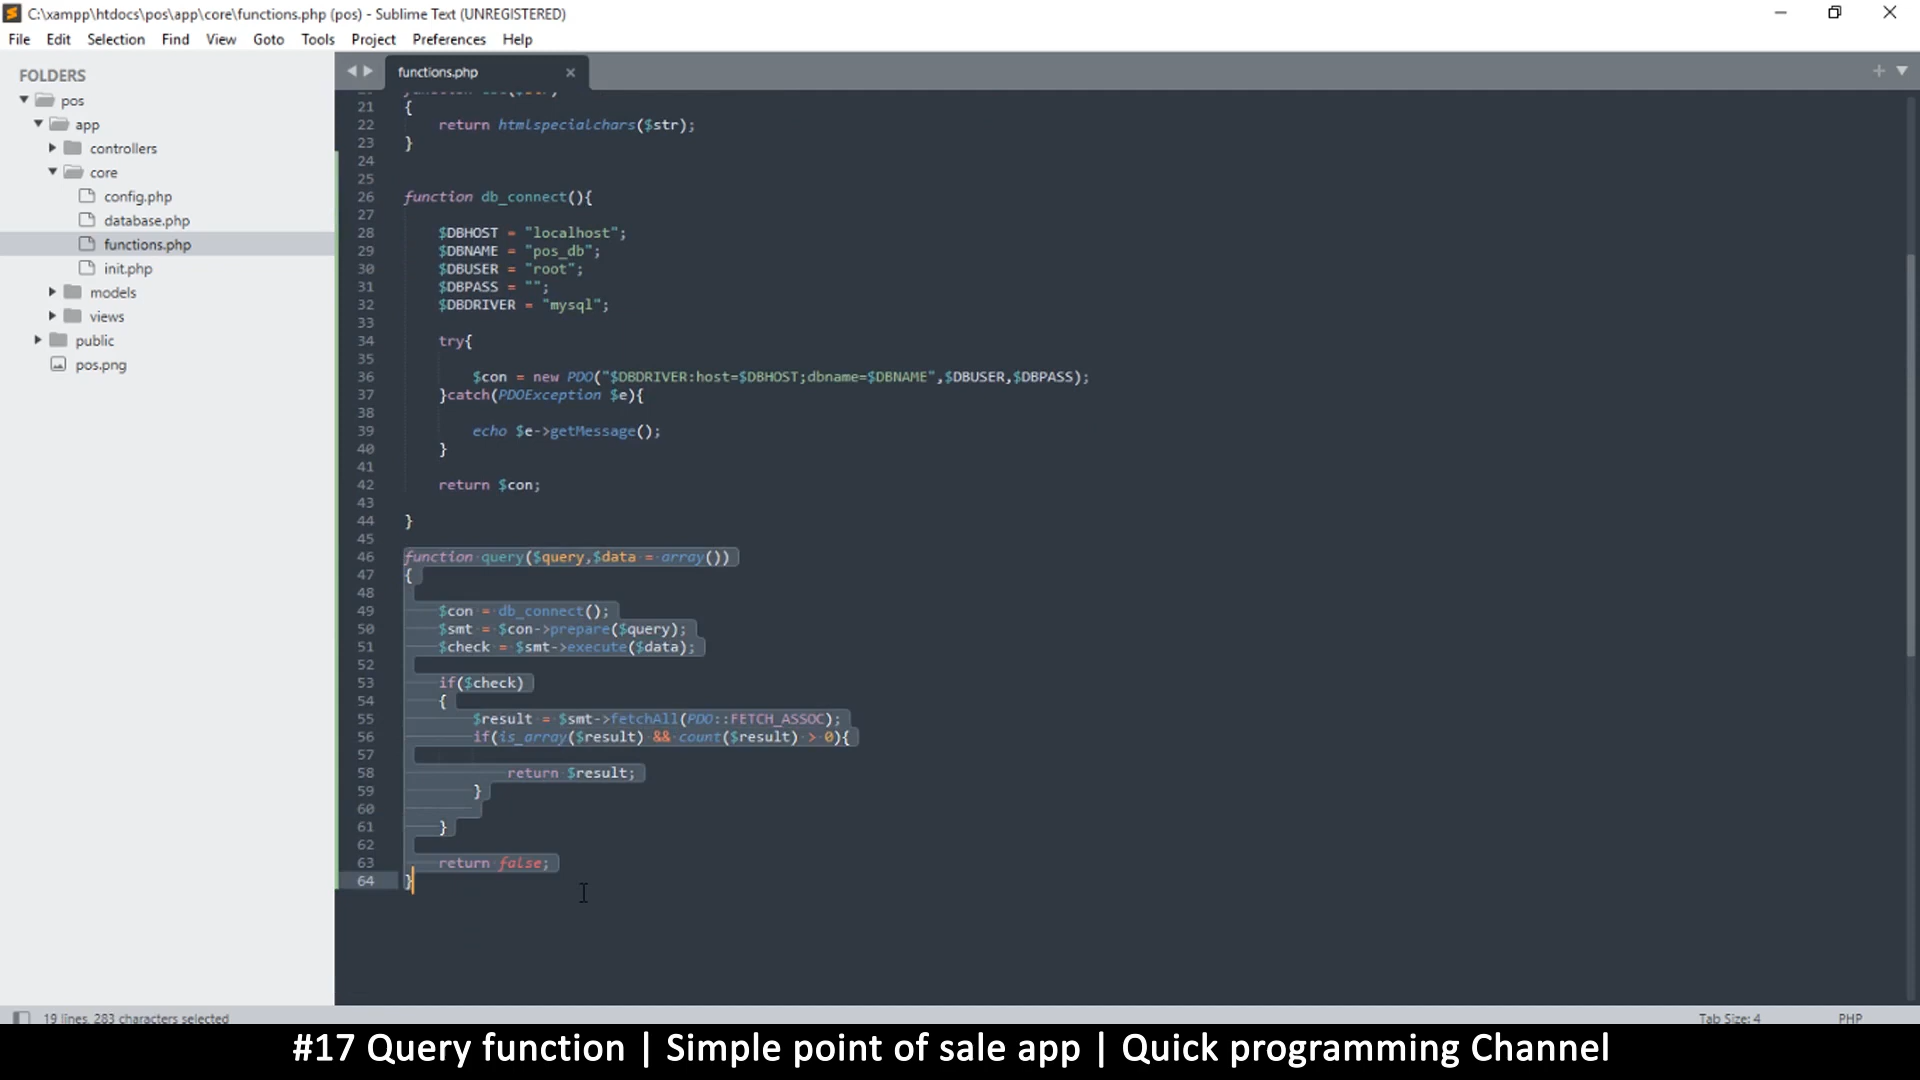 C:\xampp\htdocs\pos\app\core\functions.php (pos) - Sublime Text (UNREGISTERED)
File Edit Selection Find View Goto Tools Project Preferences Help
FOLDERS
pos
app
controllers
core
config.php
database.php
functions.php
init.php
models
views
public
pos.png
functions.php
21 {
22 return htmlspecialchars($str);
23 }
24
25
26 function db_connect(){
27
28 $DBHOST = "localhost";
29 $DBNAME = "pos_db";
30 $DBUSER = "root";
31 $DBPASS = "";
32 $DBDRIVER = "mysql";
33
34 try{
35
36 $con = new PDO("$DBDRIVER:host=$DBHOST;dbname=$DBNAME",$DBUSER,$DBPASS);
37 }catch(PDOException $e){
38
39 echo $e->getMessage();
40 }
41
42 return $con;
43
44 }
45
46 function query($query,$data = array())
47 {
48
49 $con = db_connect();
50 $smt = $con->prepare($query);
51 $check = $smt->execute($data);
52
53 if($check)
54 {
55 $result = $smt->fetchAll(PDO::FETCH_ASSOC);
56 if(is_array($result) && count($result) > 0){
57
58 return $result;
59 }
60
61 }
62
63 return false;
64 }
19 lines, 283 characters selected
Tab Size: 4
PHP
#17 Query function | Simple point of sale app | Quick programming Channel